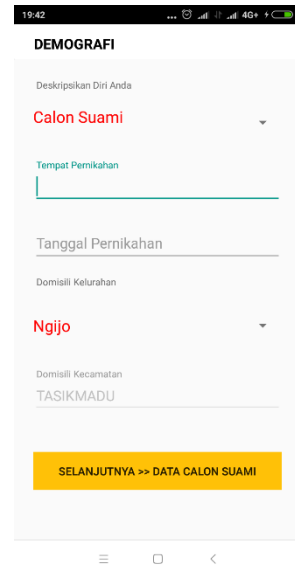 19:42 ... 4G+
DEMOGRAFI
Deskripsikan Diri Anda
Calon Suami
Tempat Pernikahan
Tanggal Pernikahan
Domisili Kelurahan
Ngijo
Domisili Kecamatan
TASIKMADU
SELANJUTNYA >> DATA CALON SUAMI